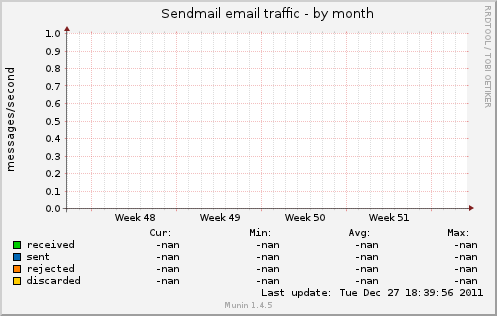 Sendmail email traffic - by month
RRDTOOL / TOBI OETIKER
messages/second
1.0
0.9
0.8
0.7
0.6
0.5
0.4
0.3
0.2
0.1
0.0
Week 48 Week 49 Week 50 Week 51
Cur: Min: Avg: Max:
received -nan -nan -nan -nan
sent -nan -nan -nan -nan
rejected -nan -nan -nan -nan
discarded -nan -nan -nan -nan
Last update: Tue Dec 27 18:39:56 2011
Munin 1.4.5